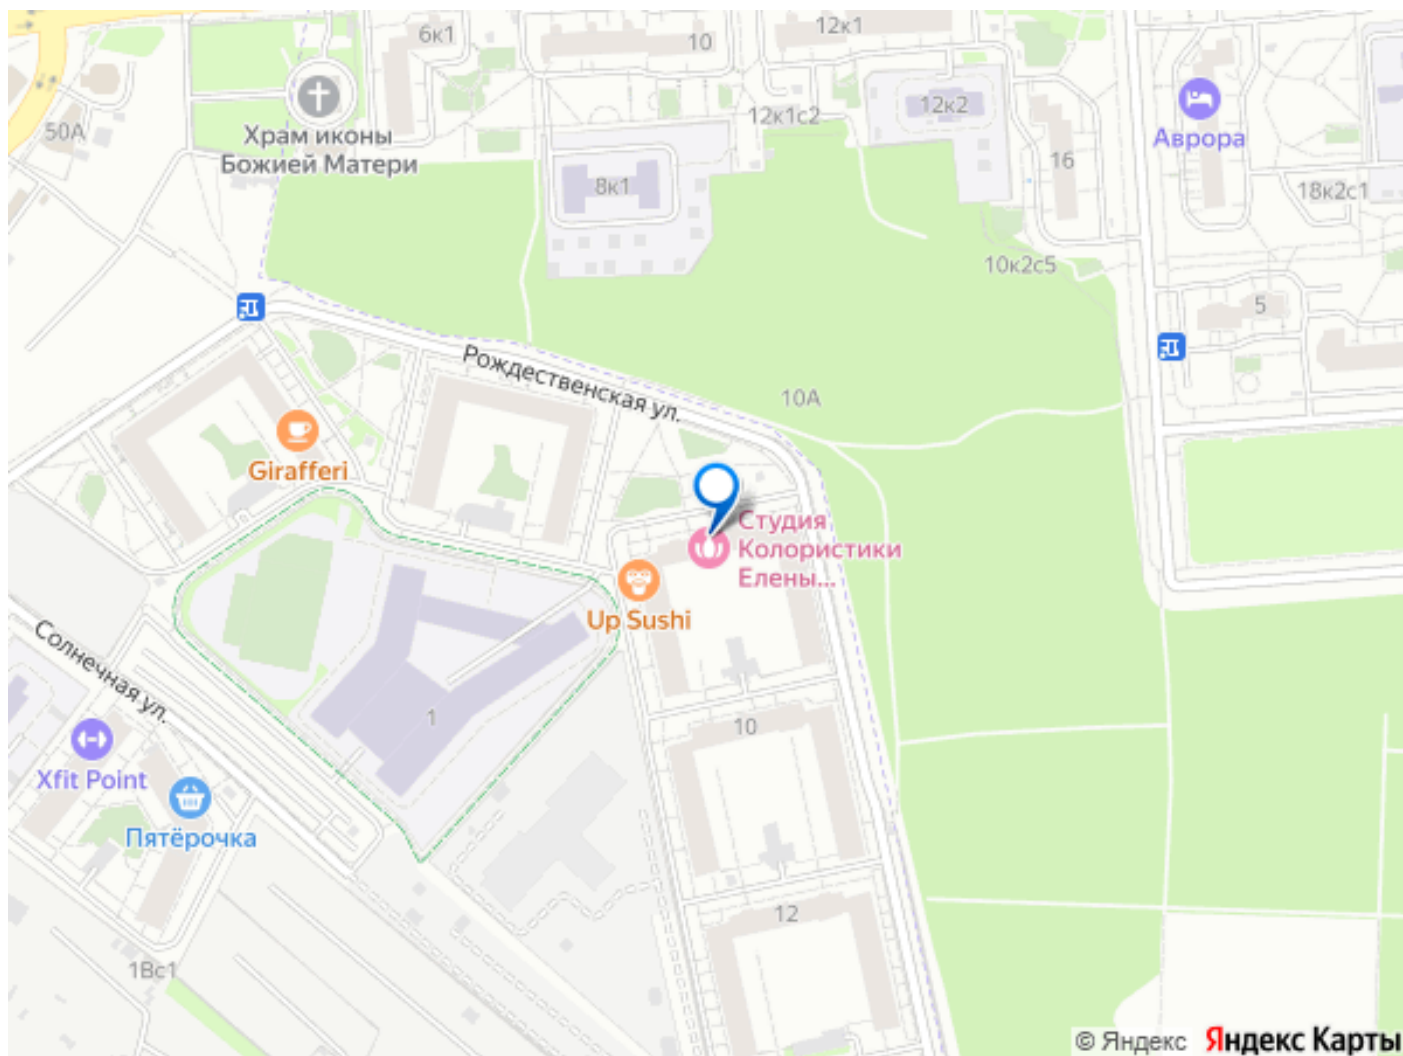 6к1
10
12к1
50А
Храм иконы
Божией Матери
12к1с2
12к2
Аврора
8к1
16
18к2с1
10к2с5
5
Рождественская ул.
10А
Girafferi
Студия
Колористики
Елены...
Up Sushi
Солнечная ул.
1
10
Xfit Point
Пятёрочка
12
1Вс1
© Яндекс Яндекс Карты